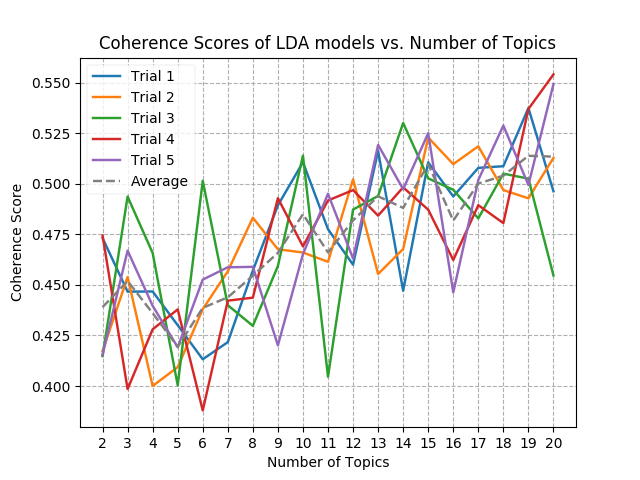 Coherence Scores of LDA models vs. Number of Topics
Trial 1
Trial 2
Trial 3
Trial 4
Trial 5
Average
0.550
0.525
0.500
0.475
0.450
0.425
0.400
Coherence Score
2 3 4 5 6 7 8 9 10 11 12 13 14 15 16 17 18 19 20
Number of Topics